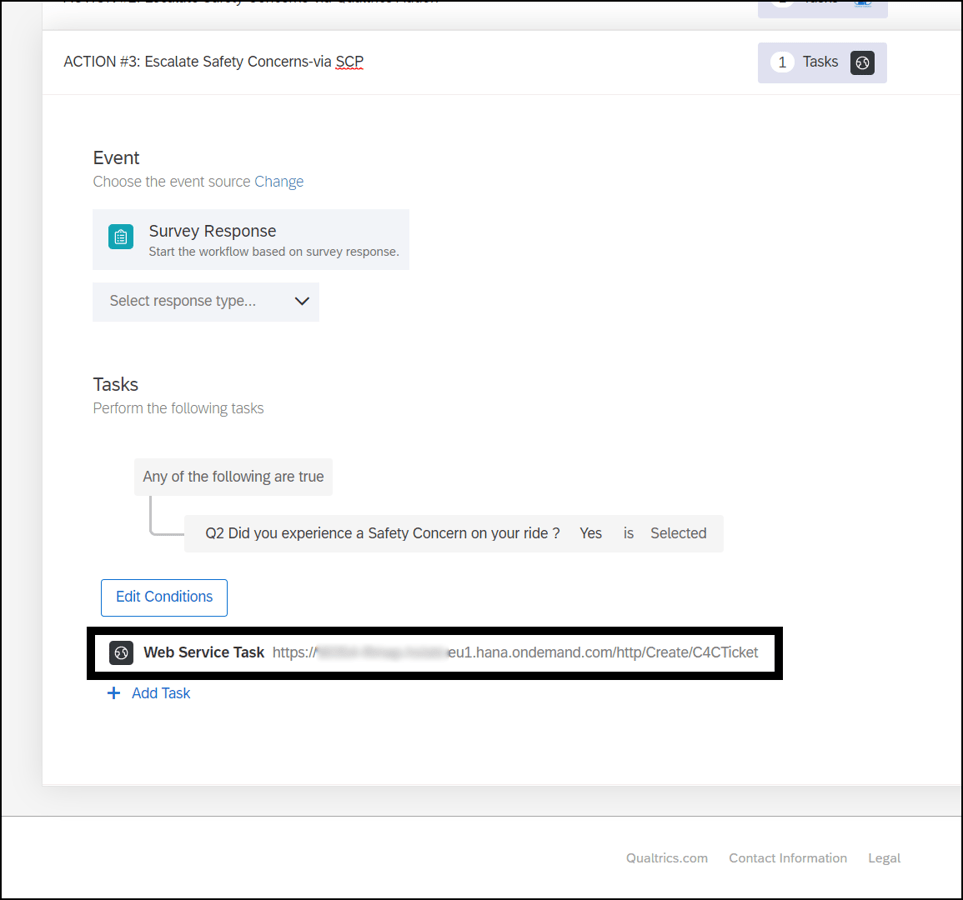 ACTION #3: Escalate Safety Concerns-via SCP
1 Tasks
Event
Choose the event source Change
Survey Response
Start the workflow based on survey response.
Select response type...
Tasks
Perform the following tasks
Any of the following are true
Q2 Did you experience a Safety Concern on your ride ? Yes is Selected
Edit Conditions
Web Service Task https:// eu1.hana.ondemand.com/http/Create/C4CTicket
+ Add Task
Qualtrics.com Contact Information Legal